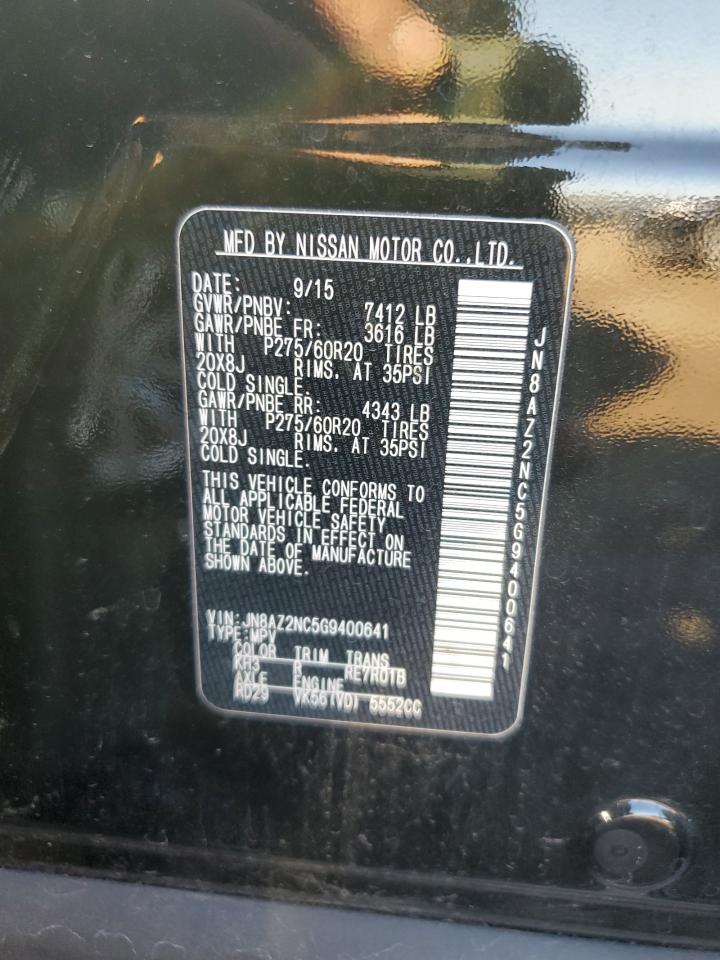 MFD BY NISSAN MOTOR CO.,LTD.
DATE: 9/15
GVWR/PNBV: 7412 LB
GAWR/PNBE FR: 3616 LB
WITH P275/60R20 TIRES
20X8J RIMS. AT 35PSI
COLD SINGLE.
GAWR/PNBE RR: 4343 LB
WITH P275/60R20 TIRES
20X8J RIMS. AT 35PSI
COLD SINGLE.
THIS VEHICLE CONFORMS TO
ALL APPLICABLE FEDERAL
MOTOR VEHICLE SAFETY
STANDARDS IN EFFECT ON
THE DATE OF MANUFACTURE
SHOWN ABOVE.
VIN:JN8AZ2NC5G9400641
TYPE:MPV
COLOR TRIM TRANS
KH3 R RE7R01B
AXLE ENGINE
RD29 VK56(VD) 5552CC
JN8AZ2NC5G9400641